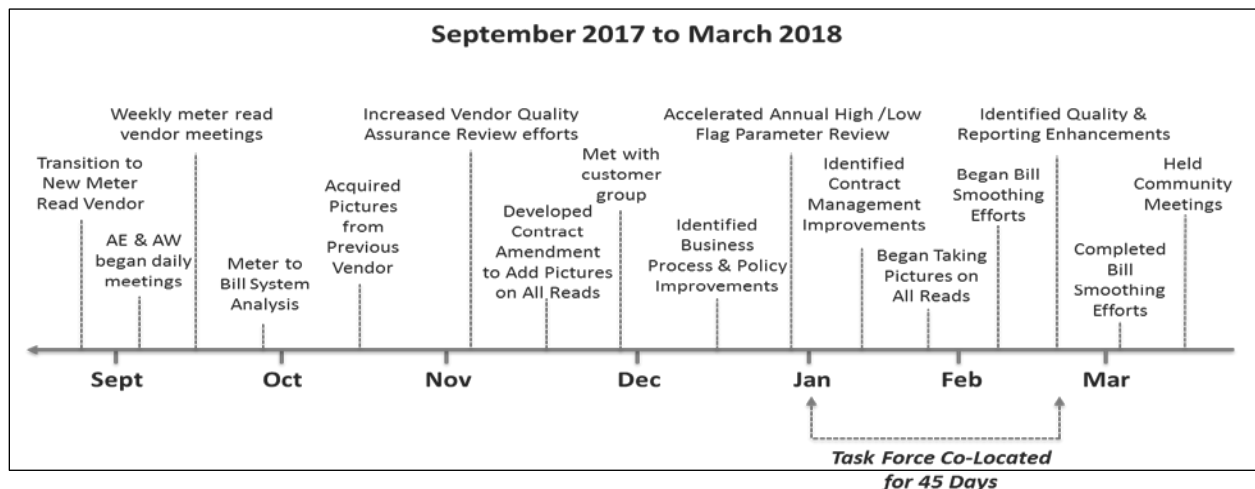 September 2017 to March 2018
Weekly meter read
vendor meetings
Increased Vendor Quality
Assurance Review efforts
Accelerated Annual High /Low
Flag Parameter Review
Identified Quality &
Reporting Enhancements
Transition to
New Meter
Read Vendor
AE & AW
began daily
meetings
Meter to
Bill System
Analysis
Acquired
Pictures
from
Previous
Vendor
Developed
Contract
Amendment
to Add Pictures
on All Reads
Met with
customer
group
Identified
Business
Process & Policy
Improvements
Identified
Contract
Management
Improvements
Began Taking
Pictures on
All Reads
Began Bill
Smoothing
Efforts
Completed
Bill
Smoothing
Efforts
Held
Community
Meetings
Sept Oct Nov Dec Jan Feb Mar
Task Force Co-Located
for 45 Days